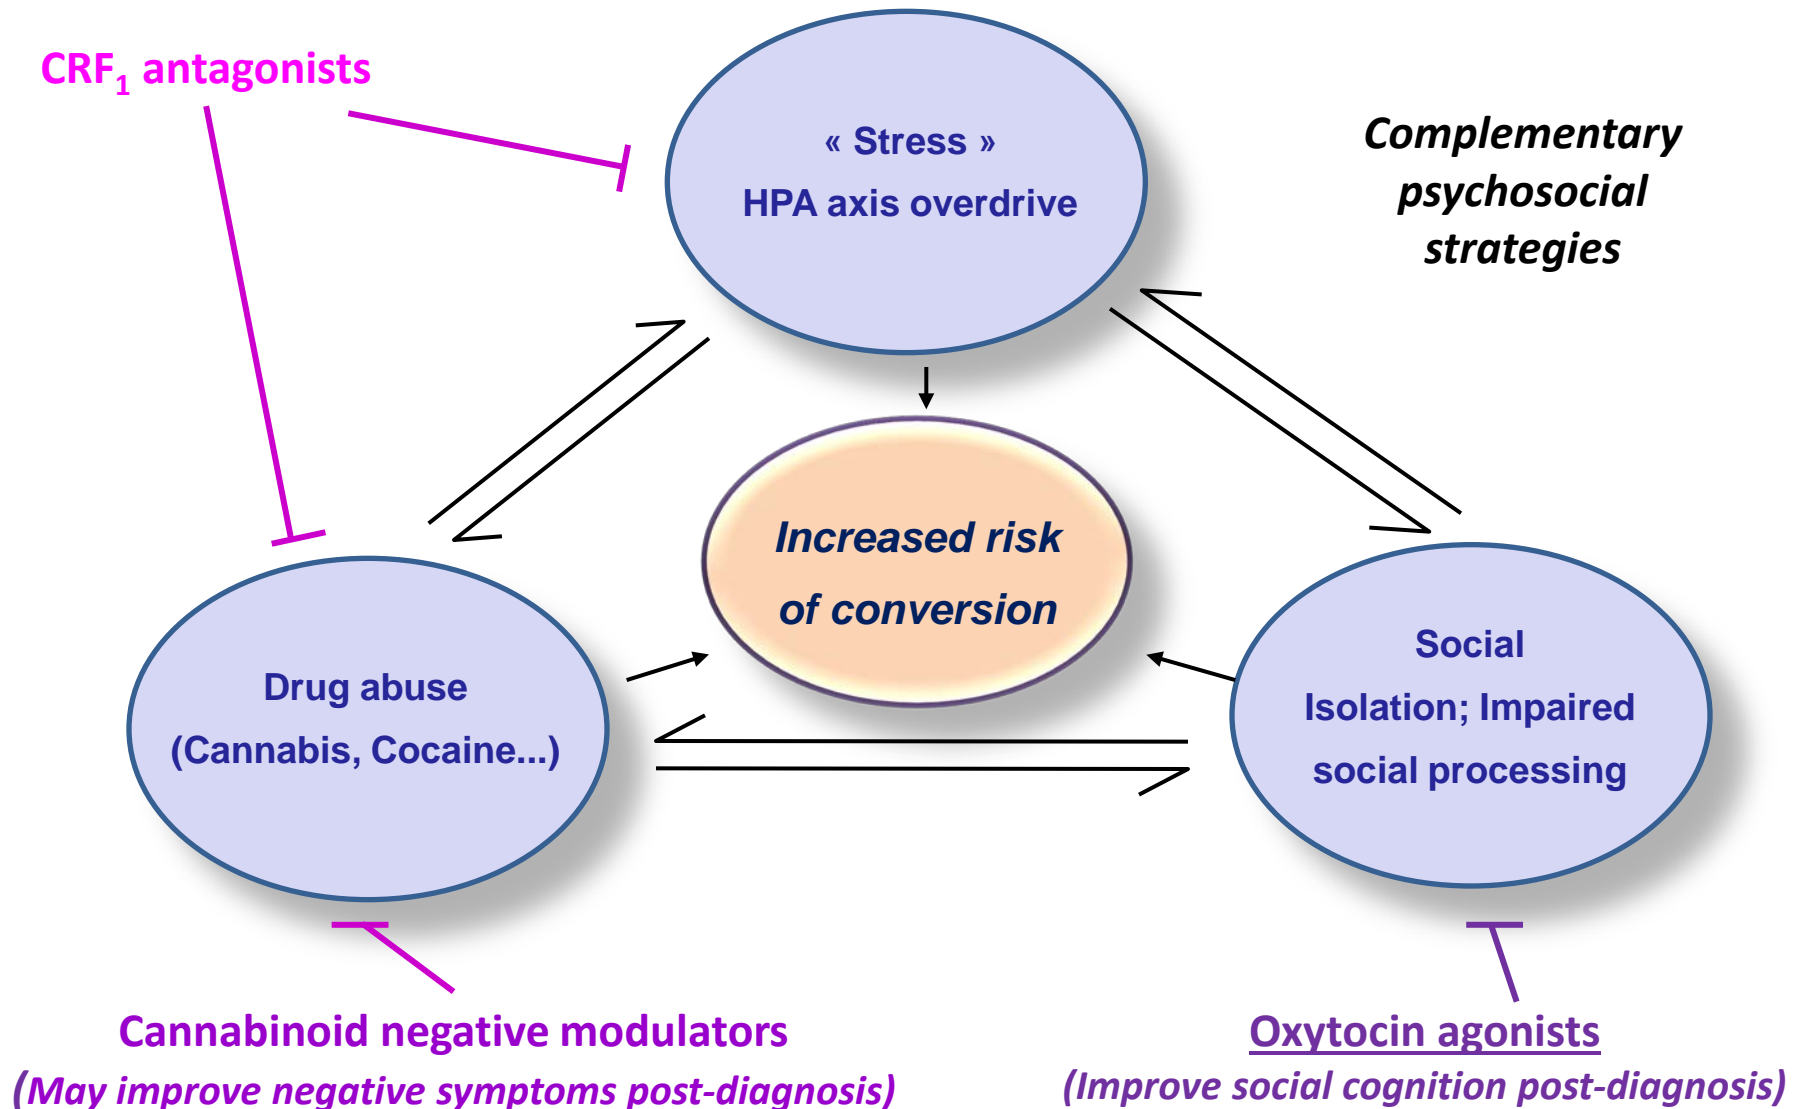 CRF₁ antagonists
« Stress »
HPA axis overdrive
Complementary
psychosocial
strategies
Increased risk
of conversion
Drug abuse
(Cannabis, Cocaine...)
Social
Isolation; Impaired
social processing
Cannabinoid negative modulators
(May improve negative symptoms post-diagnosis)
Oxytocin agonists
(Improve social cognition post-diagnosis)